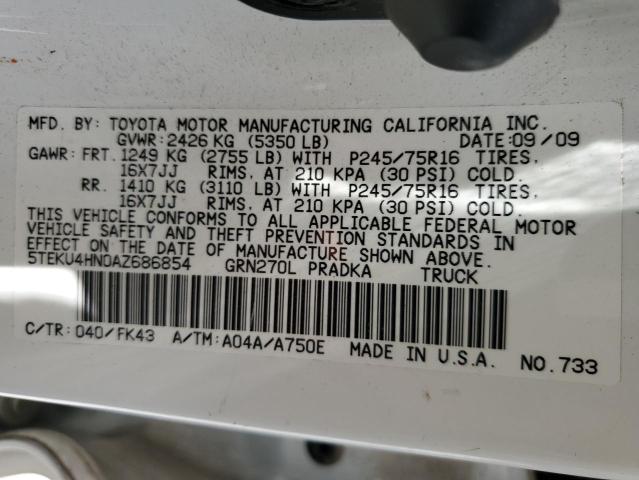 MFD. BY: TOYOTA MOTOR MANUFACTURING CALIFORNIA INC.
GVWR: 2426 KG (5350 LB) DATE: 09/09
GAWR: FRT. 1249 KG (2755 LB) WITH P245/75R16 TIRES,
16X7JJ RIMS, AT 210 KPA (30 PSI) COLD.
RR. 1410 KG (3110 LB) WITH P245/75R16 TIRES,
16X7JJ RIMS, AT 210 KPA (30 PSI) COLD.
THIS VEHICLE CONFORMS TO ALL APPLICABLE FEDERAL MOTOR
VEHICLE SAFETY AND THEFT PREVENTION STANDARDS IN
EFFECT ON THE DATE OF MANUFACTURE SHOWN ABOVE.
5TEKU4HN0AZ686854 GRN270L PRADKA TRUCK
C/TR: 040/FK43 A/TM: A04A/A750E MADE IN U.S.A. NO. 733